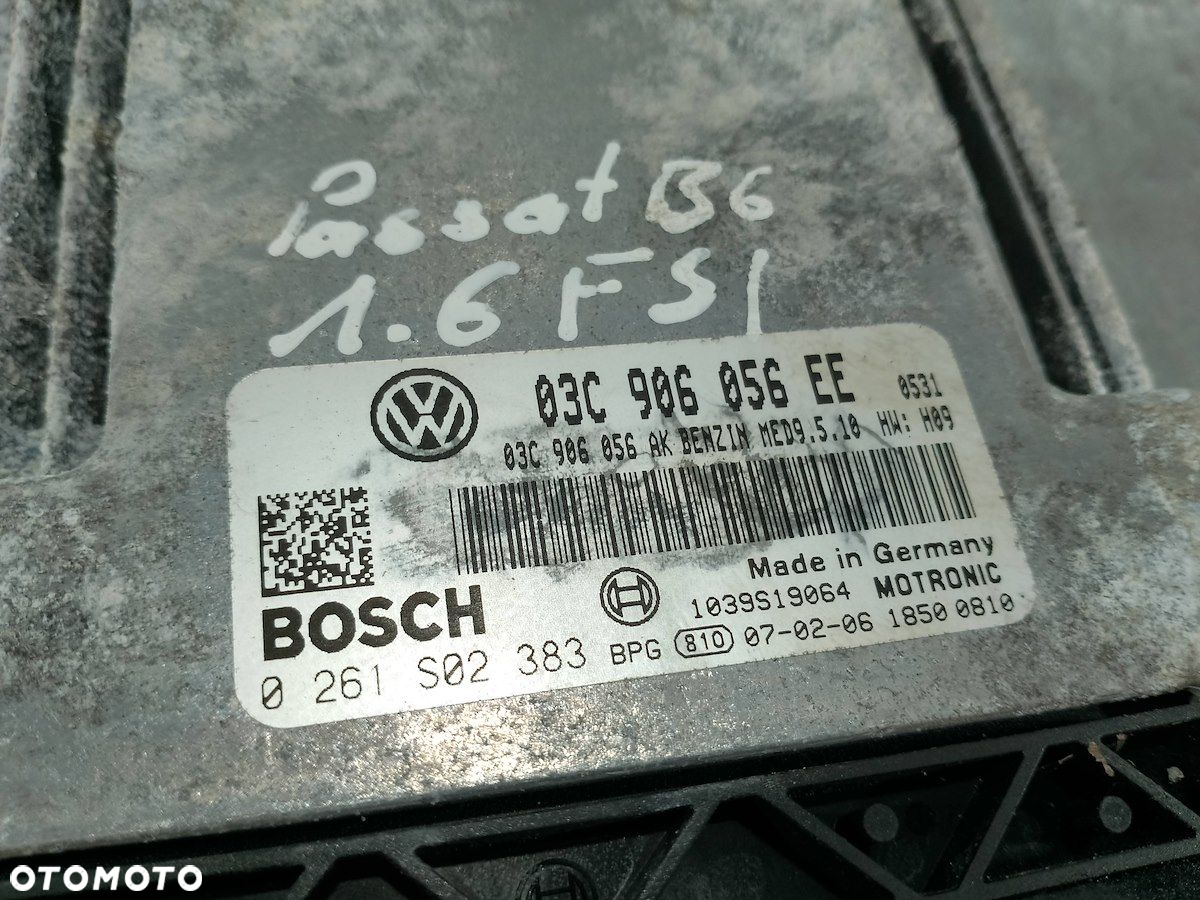 Passat B6
1.6 FSI
03C 906 056 EE 0531
03C 906 056 AK BENZIN MED9.5.10 HW: H09
Made in Germany
BOSCH 1039S19064 MOTRONIC
0 261 S02 383 BPG 810 07-02-06 1850 0810
OTOMOTO